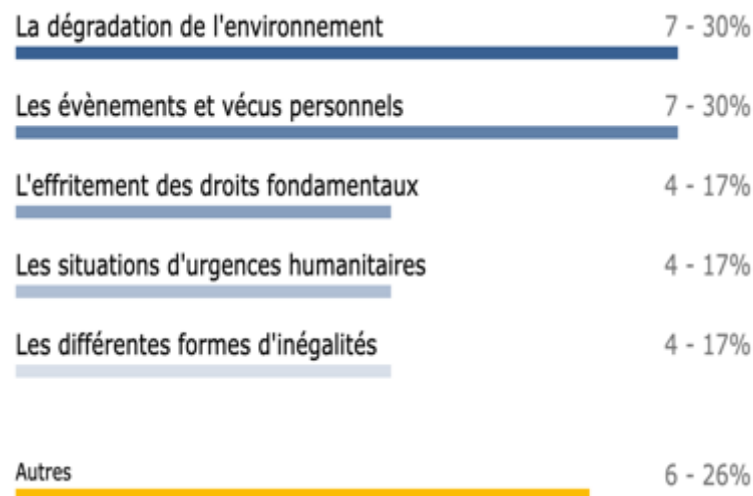 La dégradation de l'environnement 7 - 30%
Les évènements et vécus personnels 7 - 30%
L'effritement des droits fondamentaux 4 - 17%
Les situations d'urgences humanitaires 4 - 17%
Les différentes formes d'inégalités 4 - 17%
Autres 6 - 26%